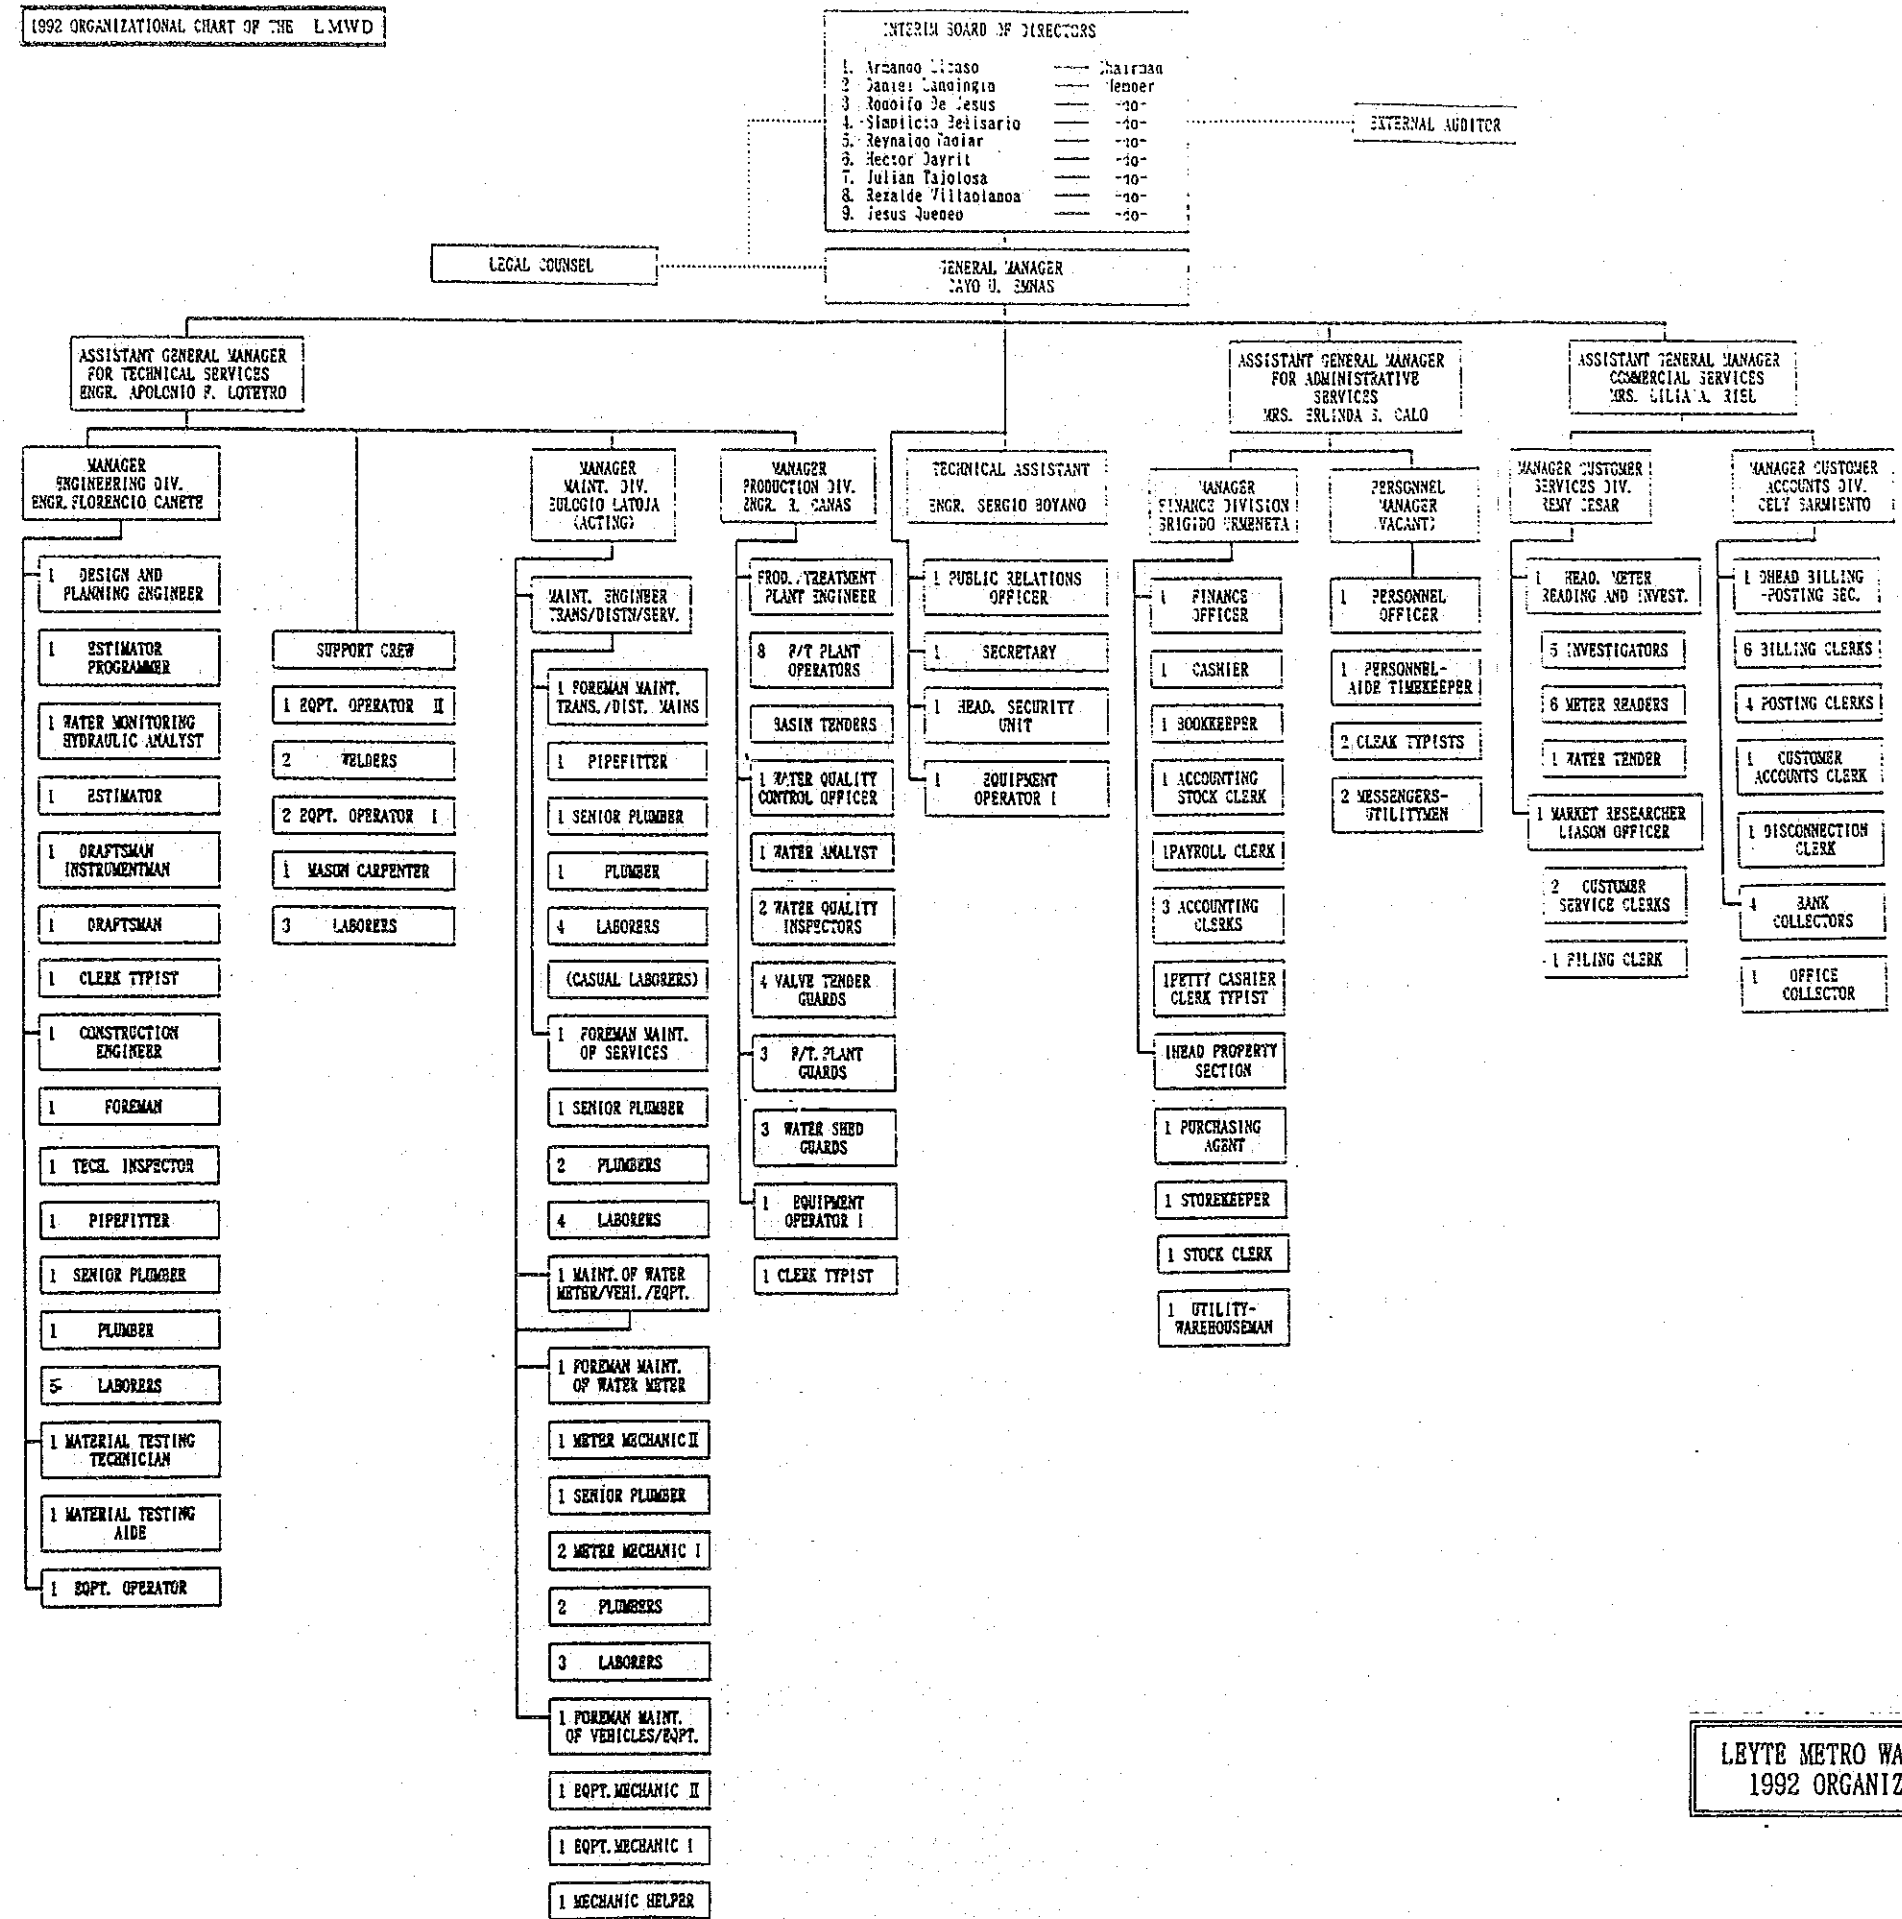 1992 ORGANIZATIONAL CHART OF THE LMWD
INTERIM BOARD OF DIRECTORS
1. Armando — Chairman
2 Daniel Landingin — Member
3 Rodolfo De Jesus — -do-
4. Simplicio Belisario — -do-
5. Reynaldo — -do-
6. Hector Dayrit — -do-
7. Julian Tajolosa — -do-
8. Rezalde — -do-
9. Jesus — -do-
EXTERNAL AUDITOR
LEGAL COUNSEL
GENERAL MANAGER
CAYO U. EMNAS
ASSISTANT GENERAL MANAGER
FOR TECHNICAL SERVICES
ENGR. APOLONIO P. LOTEYRO
ASSISTANT GENERAL MANAGER
FOR ADMINISTRATIVE
SERVICES
MRS. ERLINDA S. CALO
ASSISTANT GENERAL MANAGER
COMMERCIAL SERVICES
MRS. LILIA A. RIEL
MANAGER
ENGINEERING DIV.
ENGR. FLORENCIO CANETE
1 DESIGN AND
PLANNING ENGINEER
1 ESTIMATOR
PROGRAMMER
1 WATER MONITORING
HYDRAULIC ANALYST
1 ESTIMATOR
1 DRAFTSMAN
INSTRUMENTMAN
1 DRAFTSMAN
1 CLERK TYPIST
1 CONSTRUCTION
ENGINEER
1 FOREMAN
1 TECH. INSPECTOR
1 PIPEFITTER
1 SENIOR PLUMBER
1 PLUMBER
5 LABORERS
1 MATERIAL TESTING
TECHNICIAN
1 MATERIAL TESTING
AIDE
1 EQPT. OPERATOR
SUPPORT CREW
1 EQPT. OPERATOR II
2 WELDERS
2 EQPT. OPERATOR I
1 MASON CARPENTER
3 LABORERS
MANAGER
MAINT. DIV.
EULOGIO LATOJA
(ACTING)
MAINT. ENGINEER
TRANS/DISTN/SERV.
1 FOREMAN MAINT.
TRANS./DIST. MAINS
1 PIPEFITTER
1 SENIOR PLUMBER
1 PLUMBER
4 LABORERS
(CASUAL LABORERS)
1 FOREMAN MAINT.
OF SERVICES
1 SENIOR PLUMBER
2 PLUMBERS
4 LABORERS
1 MAINT. OF WATER
METER/VEHI./EQPT.
1 FOREMAN MAINT.
OF WATER METER
1 METER MECHANIC II
1 SENIOR PLUMBER
2 METER MECHANIC I
2 PLUMBERS
3 LABORERS
1 FOREMAN MAINT.
OF VEHICLES/EQPT.
1 EQPT. MECHANIC II
1 EQPT. MECHANIC I
1 MECHANIC HELPER
MANAGER
PRODUCTION DIV.
ENGR. R. CANAS
PROD./TREATMENT
PLANT ENGINEER
8 P/T PLANT
OPERATORS
BASIN TENDERS
1 WATER QUALITY
CONTROL OFFICER
1 WATER ANALYST
2 WATER QUALITY
INSPECTORS
4 VALVE TENDER
GUARDS
3 P/T. PLANT
GUARDS
3 WATER SHED
GUARDS
1 EQUIPMENT
OPERATOR I
1 CLERK TYPIST
TECHNICAL ASSISTANT
ENGR. SERGIO BOYANO
1 PUBLIC RELATIONS
OFFICER
1 SECRETARY
1 HEAD. SECURITY
UNIT
1 EQUIPMENT
OPERATOR I
MANAGER
FINANCE DIVISION
BRIGIDO URMENETA
1 FINANCE
OFFICER
1 CASHIER
1 BOOKKEEPER
1 ACCOUNTING
STOCK CLERK
1PAYROLL CLERK
3 ACCOUNTING
CLERKS
1PETTY CASHIER
CLERK TYPIST
1HEAD PROPERTY
SECTION
1 PURCHASING
AGENT
1 STOREKEEPER
1 STOCK CLERK
1 UTILITY-
WAREHOUSEMAN
PERSONNEL
MANAGER
VACANT)
1 PERSONNEL
OFFICER
1 PERSONNEL-
AIDE TIMEKEEPER
2 CLEAK TYPISTS
2 MESSENGERS-
UTILITYMEN
MANAGER CUSTOMER
SERVICES DIV.
REMY CESAR
1 HEAD. METER
READING AND INVEST.
5 INVESTIGATORS
6 METER READERS
1 WATER TENDER
1 MARKET RESEARCHER
LIASON OFFICER
2 CUSTOMER
SERVICE CLERKS
1 FILING CLERK
MANAGER CUSTOMER
ACCOUNTS DIV.
CELY SARMIENTO
1 OHEAD BILLING
-POSTING SEC.
6 BILLING CLERKS
4 POSTING CLERKS
1 CUSTOMER
ACCOUNTS CLERK
1 DISCONNECTION
CLERK
4 BANK
COLLECTORS
1 OFFICE
COLLECTOR
LEYTE METRO WA
1992 ORGANIZ